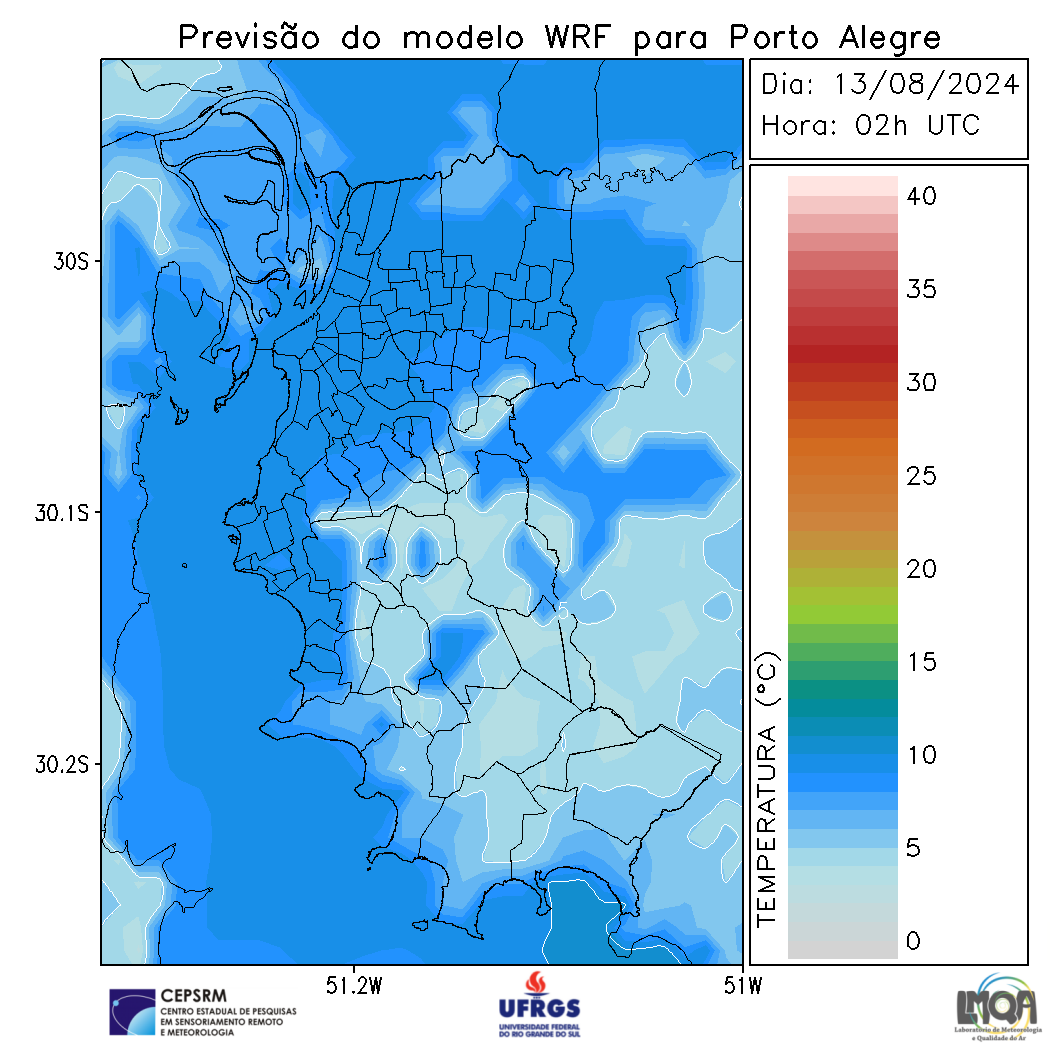 Previsão do modelo WRF para Porto Alegre
Dia: 13/08/2024
Hora: 02h UTC
40
35
30
25
20
15
10
5
0
TEMPERATURA (°C)
30S
30.1S
30.2S
5
51.2W
51W
CEPSRM
CENTRO ESTADUAL DE PESQUISAS
EM SENSORIAMENTO REMOTO
E METEOROLOGIA
UFRGS
UNIVERSIDADE FEDERAL
DO RIO GRANDE DO SUL
LMQA
Laboratório de Meteorologia
e Qualidade do Ar